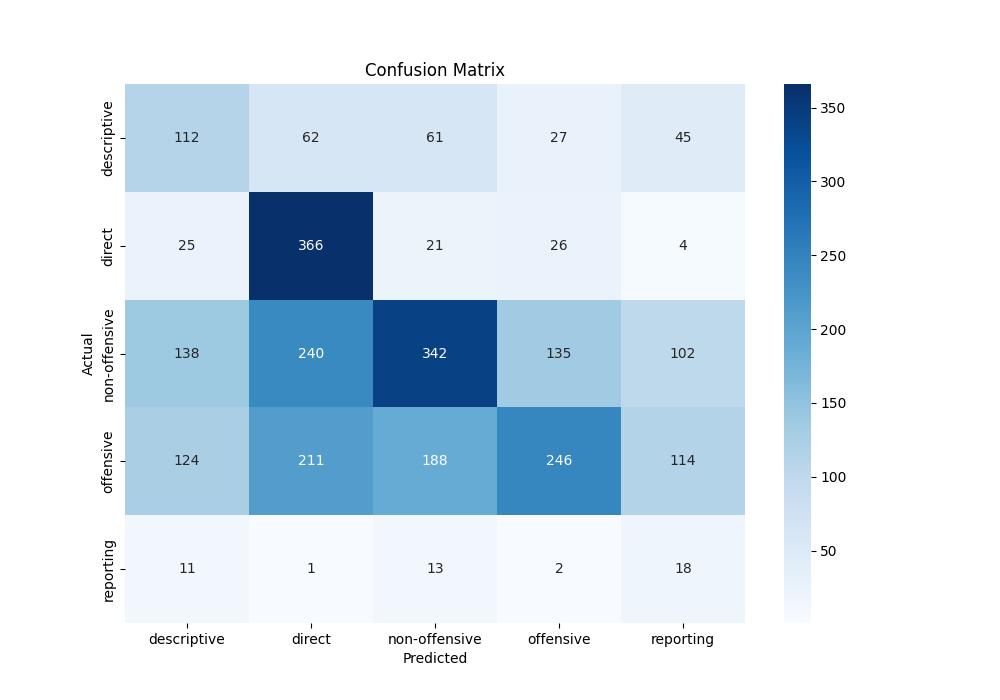 Confusion Matrix
Actual
descriptive 112 62 61 27 45
direct 25 366 21 26 4
non-offensive 138 240 342 135 102
offensive 124 211 188 246 114
reporting 11 1 13 2 18
descriptive direct non-offensive offensive reporting
Predicted
350
300
250
200
150
100
50